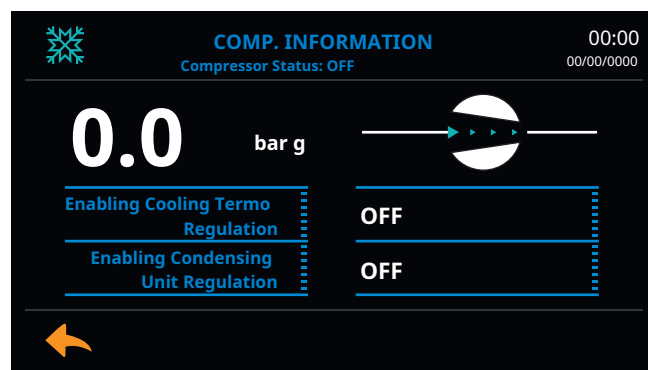 COMP. INFORMATION
00:00
Compressor Status: OFF
00/00/0000
0.0
bar g
Enabling Cooling Termo
Regulation
OFF
Enabling Condensing
Unit Regulation
OFF